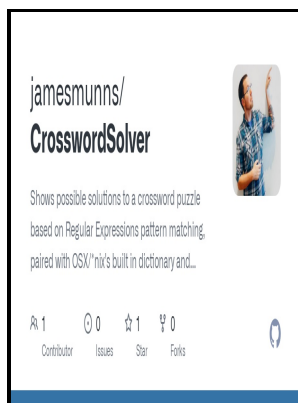 jamesmunns/
CrosswordSolver
Shows possible solutions to a crossword puzzle
based on Regular Expressions pattern matching,
paired with OSX/*nix's built in dictionary and...
1 0 1 0
Contributor Issues Star Forks